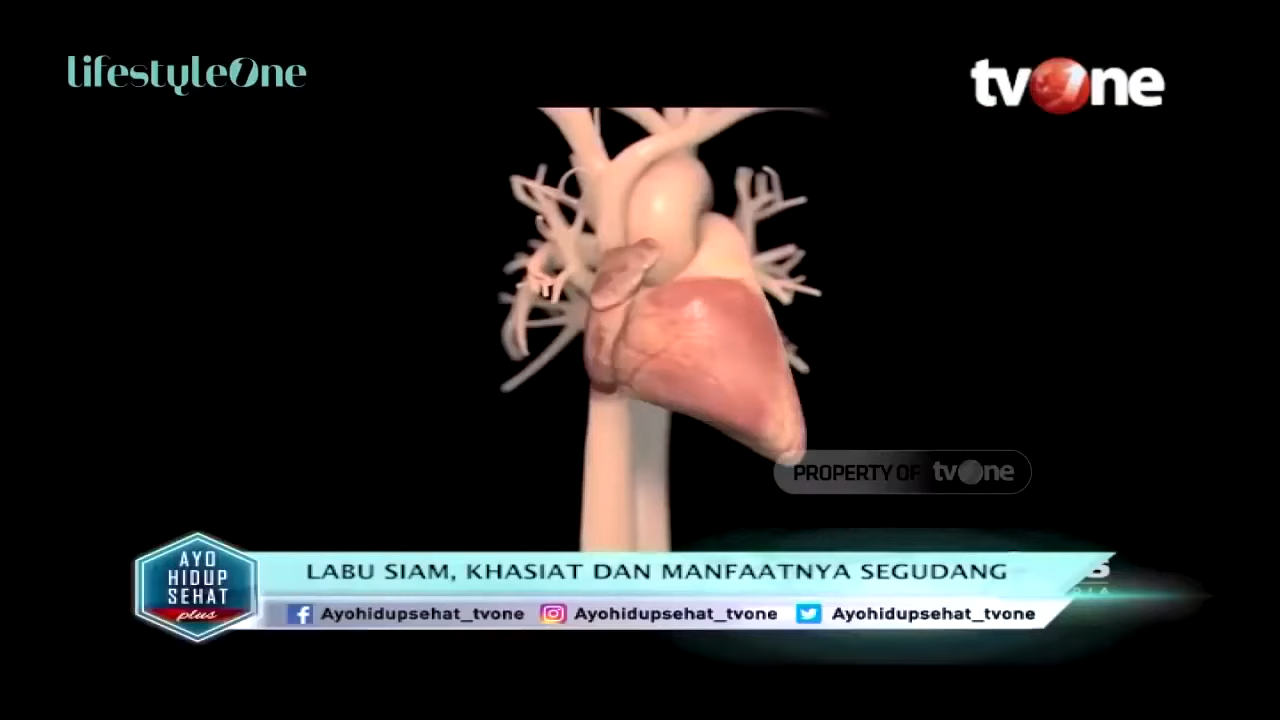 lifestyleOne
tvOne
PROPERTY OF tvOne
AYO
HIDUP
SEHAT
plus
LABU SIAM, KHASIAT DAN MANFAATNYA SEGUDANG
Ayohidupsehat_tvone Ayohidupsehat_tvone Ayohidupsehat_tvone